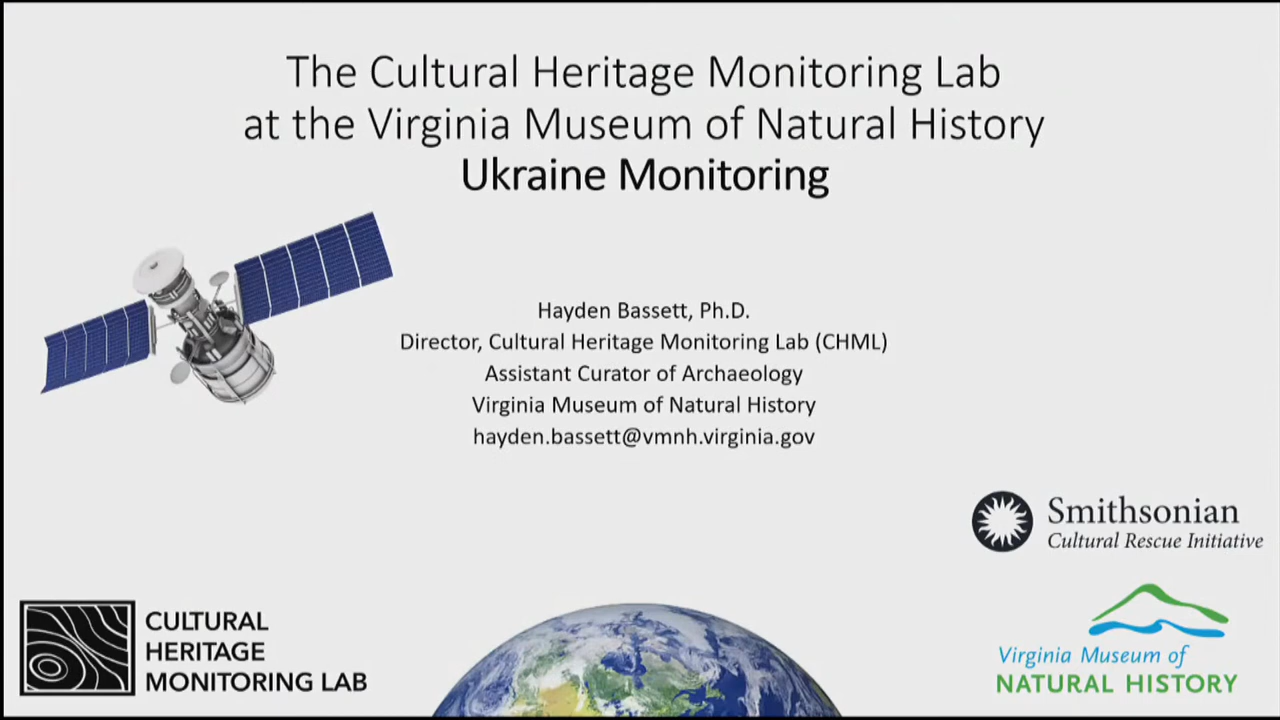 The Cultural Heritage Monitoring Lab
at the Virginia Museum of Natural History
Ukraine Monitoring
Hayden Bassett, Ph.D.
Director, Cultural Heritage Monitoring Lab (CHML)
Assistant Curator of Archaeology
Virginia Museum of Natural History
hayden.bassett@vmnh.virginia.gov
Smithsonian
Cultural Rescue Initiative
CULTURAL
HERITAGE
MONITORING LAB
Virginia Museum of
NATURAL HISTORY